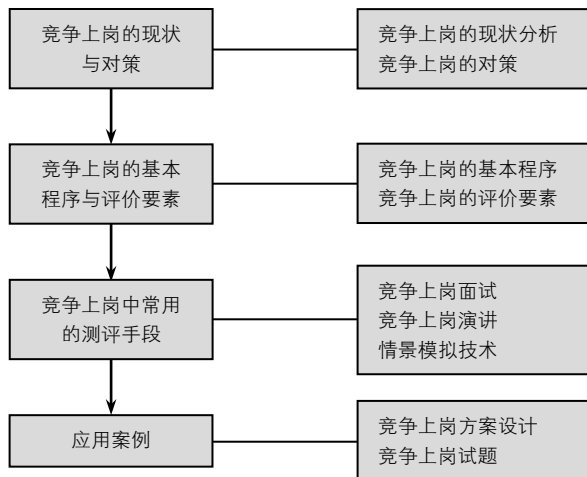 竞争上岗的现状
与对策
竞争上岗的现状分析
竞争上岗的对策
竞争上岗的基本
程序与评价要素
竞争上岗的基本程序
竞争上岗的评价要素
竞争上岗中常用
的测评手段
竞争上岗面试
竞争上岗演讲
情景模拟技术
应用案例
竞争上岗方案设计
竞争上岗试题